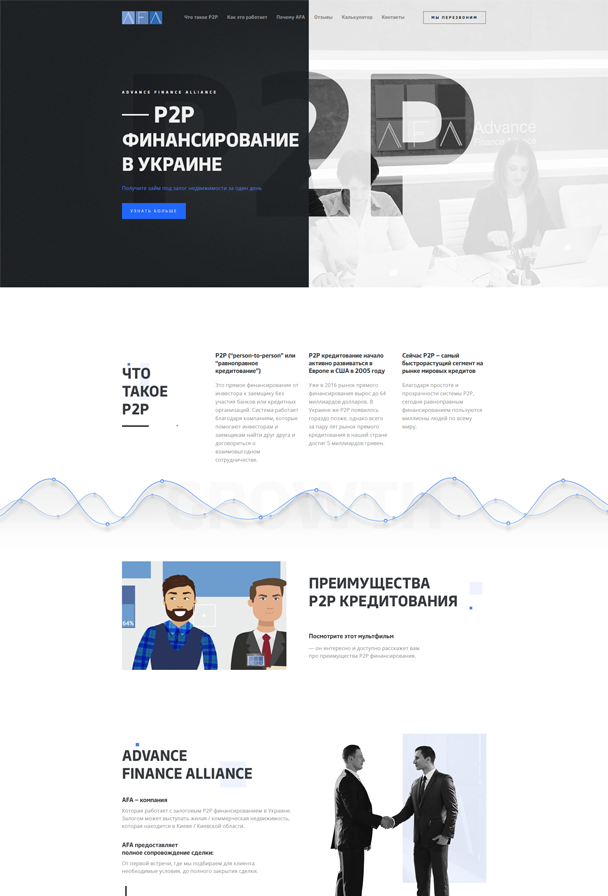 AFA
Что такое P2P
Как это работает
Почему AFA
Отзывы
Калькулятор
Контакты
МЫ ПЕРЕЗВОНИМ
P2P
AFA Advance
ADVANCE FINANCE ALLIANCE
P2P
ФИНАНСИРОВАНИЕ
В УКРАИНЕ
Получите займ под залог недвижимости за один день
УЗНАТЬ БОЛЬШЕ
ЧТО
ТАКОЕ
P2P
P2P ("person-to-person" или
"равноправное
кредитование")
Это прямое финансирование от
инвестора к заемщику без
участия банков или кредитных
организаций. Система работает
благодаря компаниям, которые
помогают инвесторам и
заемщикам найти друг друга и
договориться о
взаимовыгодном
сотрудничестве.
P2P кредитование начало
активно развиваться в
Европе и США в 2005 году
Уже в 2016 рынок прямого
финансирования вырос до 64
миллиардов долларов. В
Украине же P2P появилось
гораздо позже, однако всего
за пару лет рынок прямого
кредитования в нашей стране
достиг 5 миллиардов гривен.
Сейчас P2P – самый
быстрорастущий сегмент на
рынке мировых кредитов
Благодаря простоте и
прозрачности системы P2P,
сегодня равноправным
финансированием пользуются
миллионы людей по всему
миру.
GROWTH
64%
ПРЕИМУЩЕСТВА
P2P КРЕДИТОВАНИЯ
Посмотрите этот мультфильм
— он интересно и доступно расскажет вам
про преимущества P2P финансирования.
ADVANCE
FINANCE ALLIANCE
AFA – компания
Которая работает с залоговым P2P финансированием в Украине.
Залогом может выступать жилая / коммерческая недвижимость,
которая находится в Киеве / Киевской области.
AFA предоставляет
полное сопровождение сделки:
От первой встречи, где мы подбираем для клиента
необходимые условия, до полного закрытия сделки.